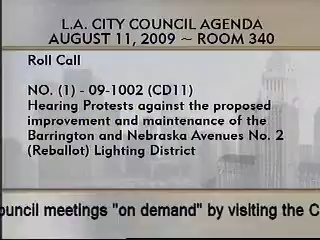 L.A. CITY COUNCIL AGENDA
AUGUST 11, 2009 ~ ROOM 340
Roll Call
NO. (1) - 09-1002 (CD11)
Hearing Protests against the proposed
improvement and maintenance of the
Barrington and Nebraska Avenues No. 2
(Reballot) Lighting District
meetings "on demand" by visiting the